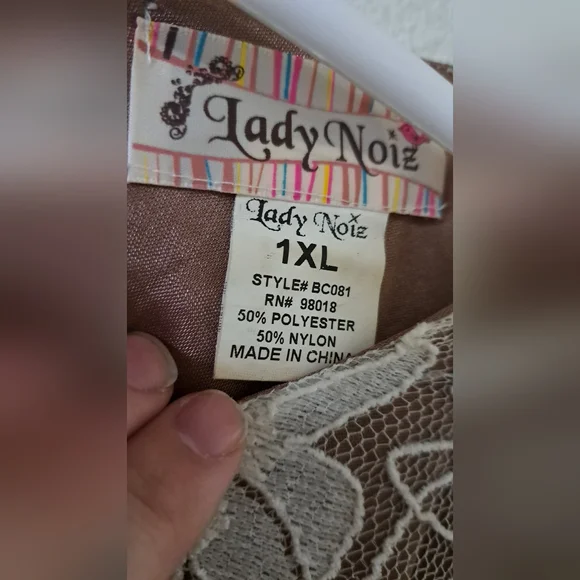 Lady Noiz
Lady Noiz
1XL
STYLE# BC081
RN# 98018
50% POLYESTER
50% NYLON
MADE IN CHINA